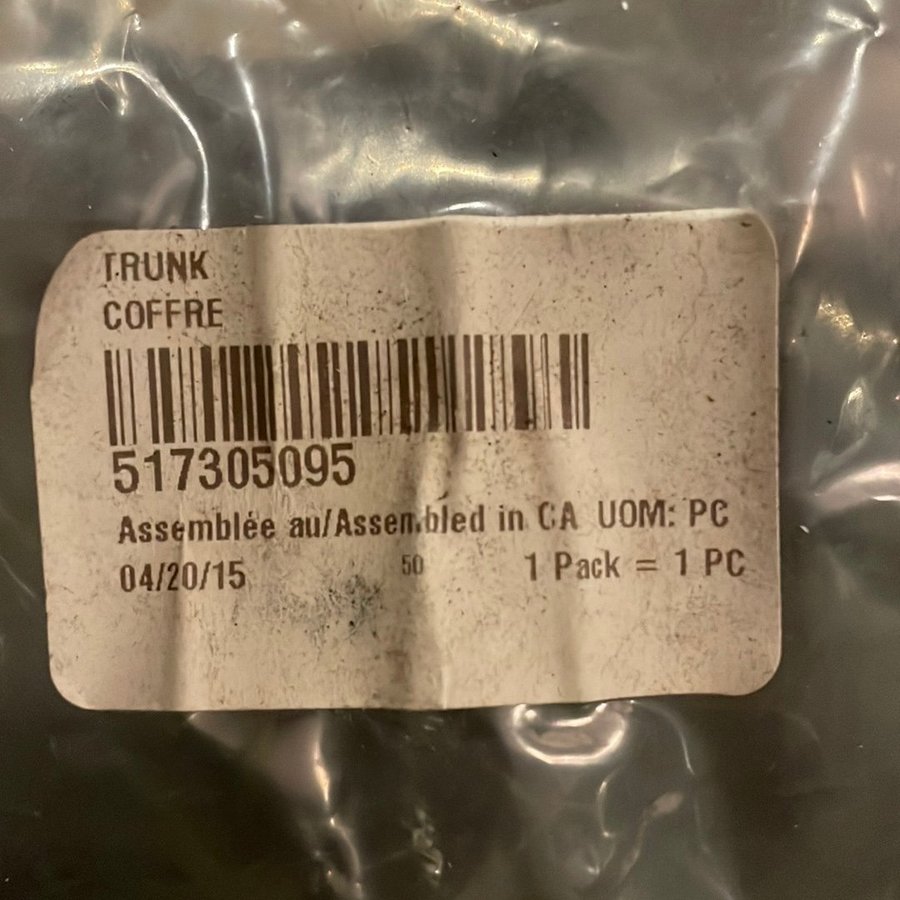 TRUNK
COFFRE
517305095
Assemblée au/Assembled in CA UOM: PC
04/20/15 50 1 Pack = 1 PC